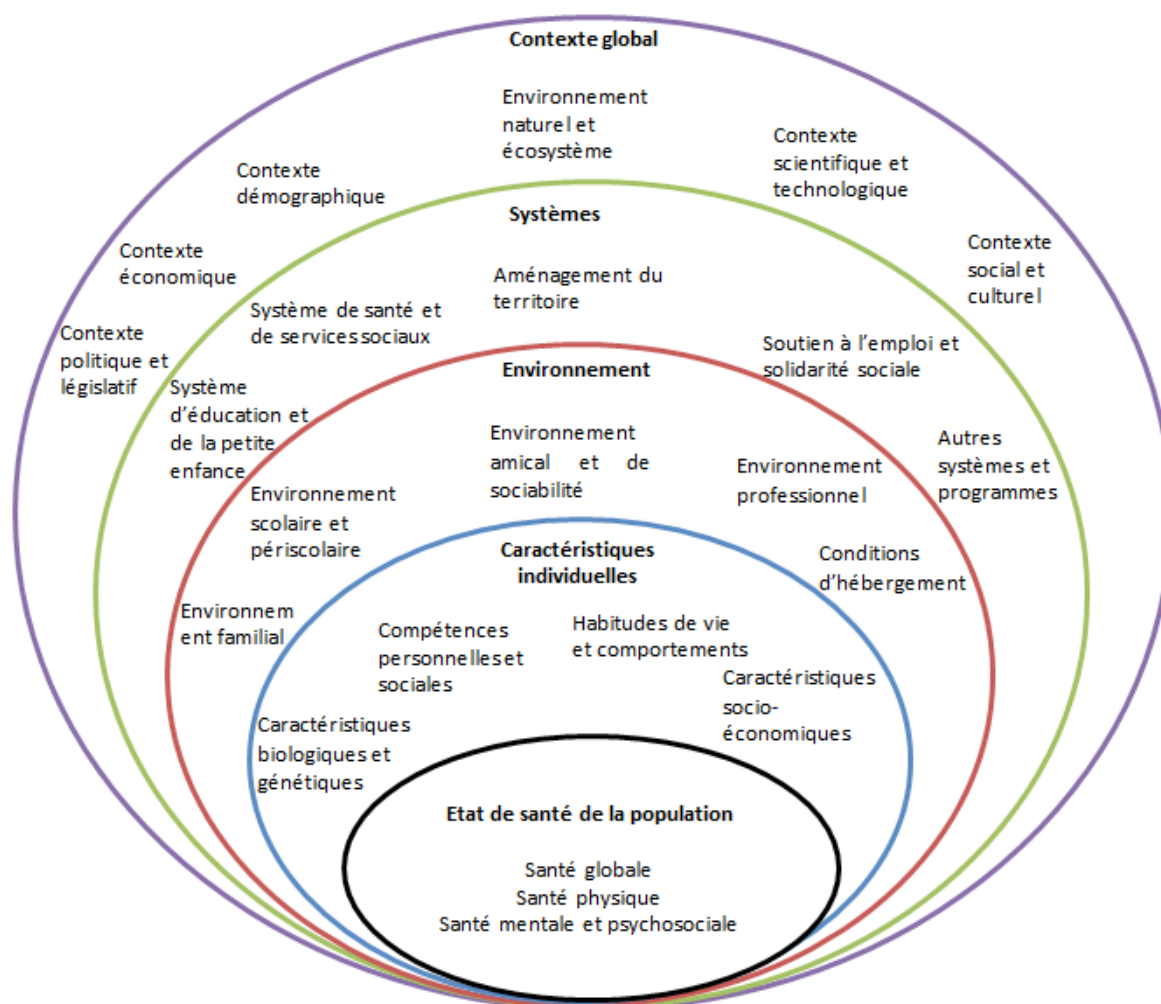 Contexte global
Environnement
naturel et
écosystème
Contexte
scientifique et
technologique
Contexte
démographique
Contexte
économique
Contexte
social et
culturel
Contexte
politique et
législatif
Systèmes
Aménagement du
territoire
Système de santé et
de services sociaux
Soutien à l'emploi et
solidarité sociale
Système
d'éducation et
de la petite
enfance
Autres
systèmes et
programmes
Environnement
Environnement
amical et de
sociabilité
Environnement
professionnel
Environnement
scolaire et
périscolaire
Conditions
d'hébergement
Environnem
ent familial
Caractéristiques
individuelles
Compétences
personnelles et
sociales
Habitudes de vie
et comportements
Caractéristiques
socio-
économiques
Caractéristiques
biologiques et
génétiques
Etat de santé de la population
Santé globale
Santé physique
Santé mentale et psychosociale